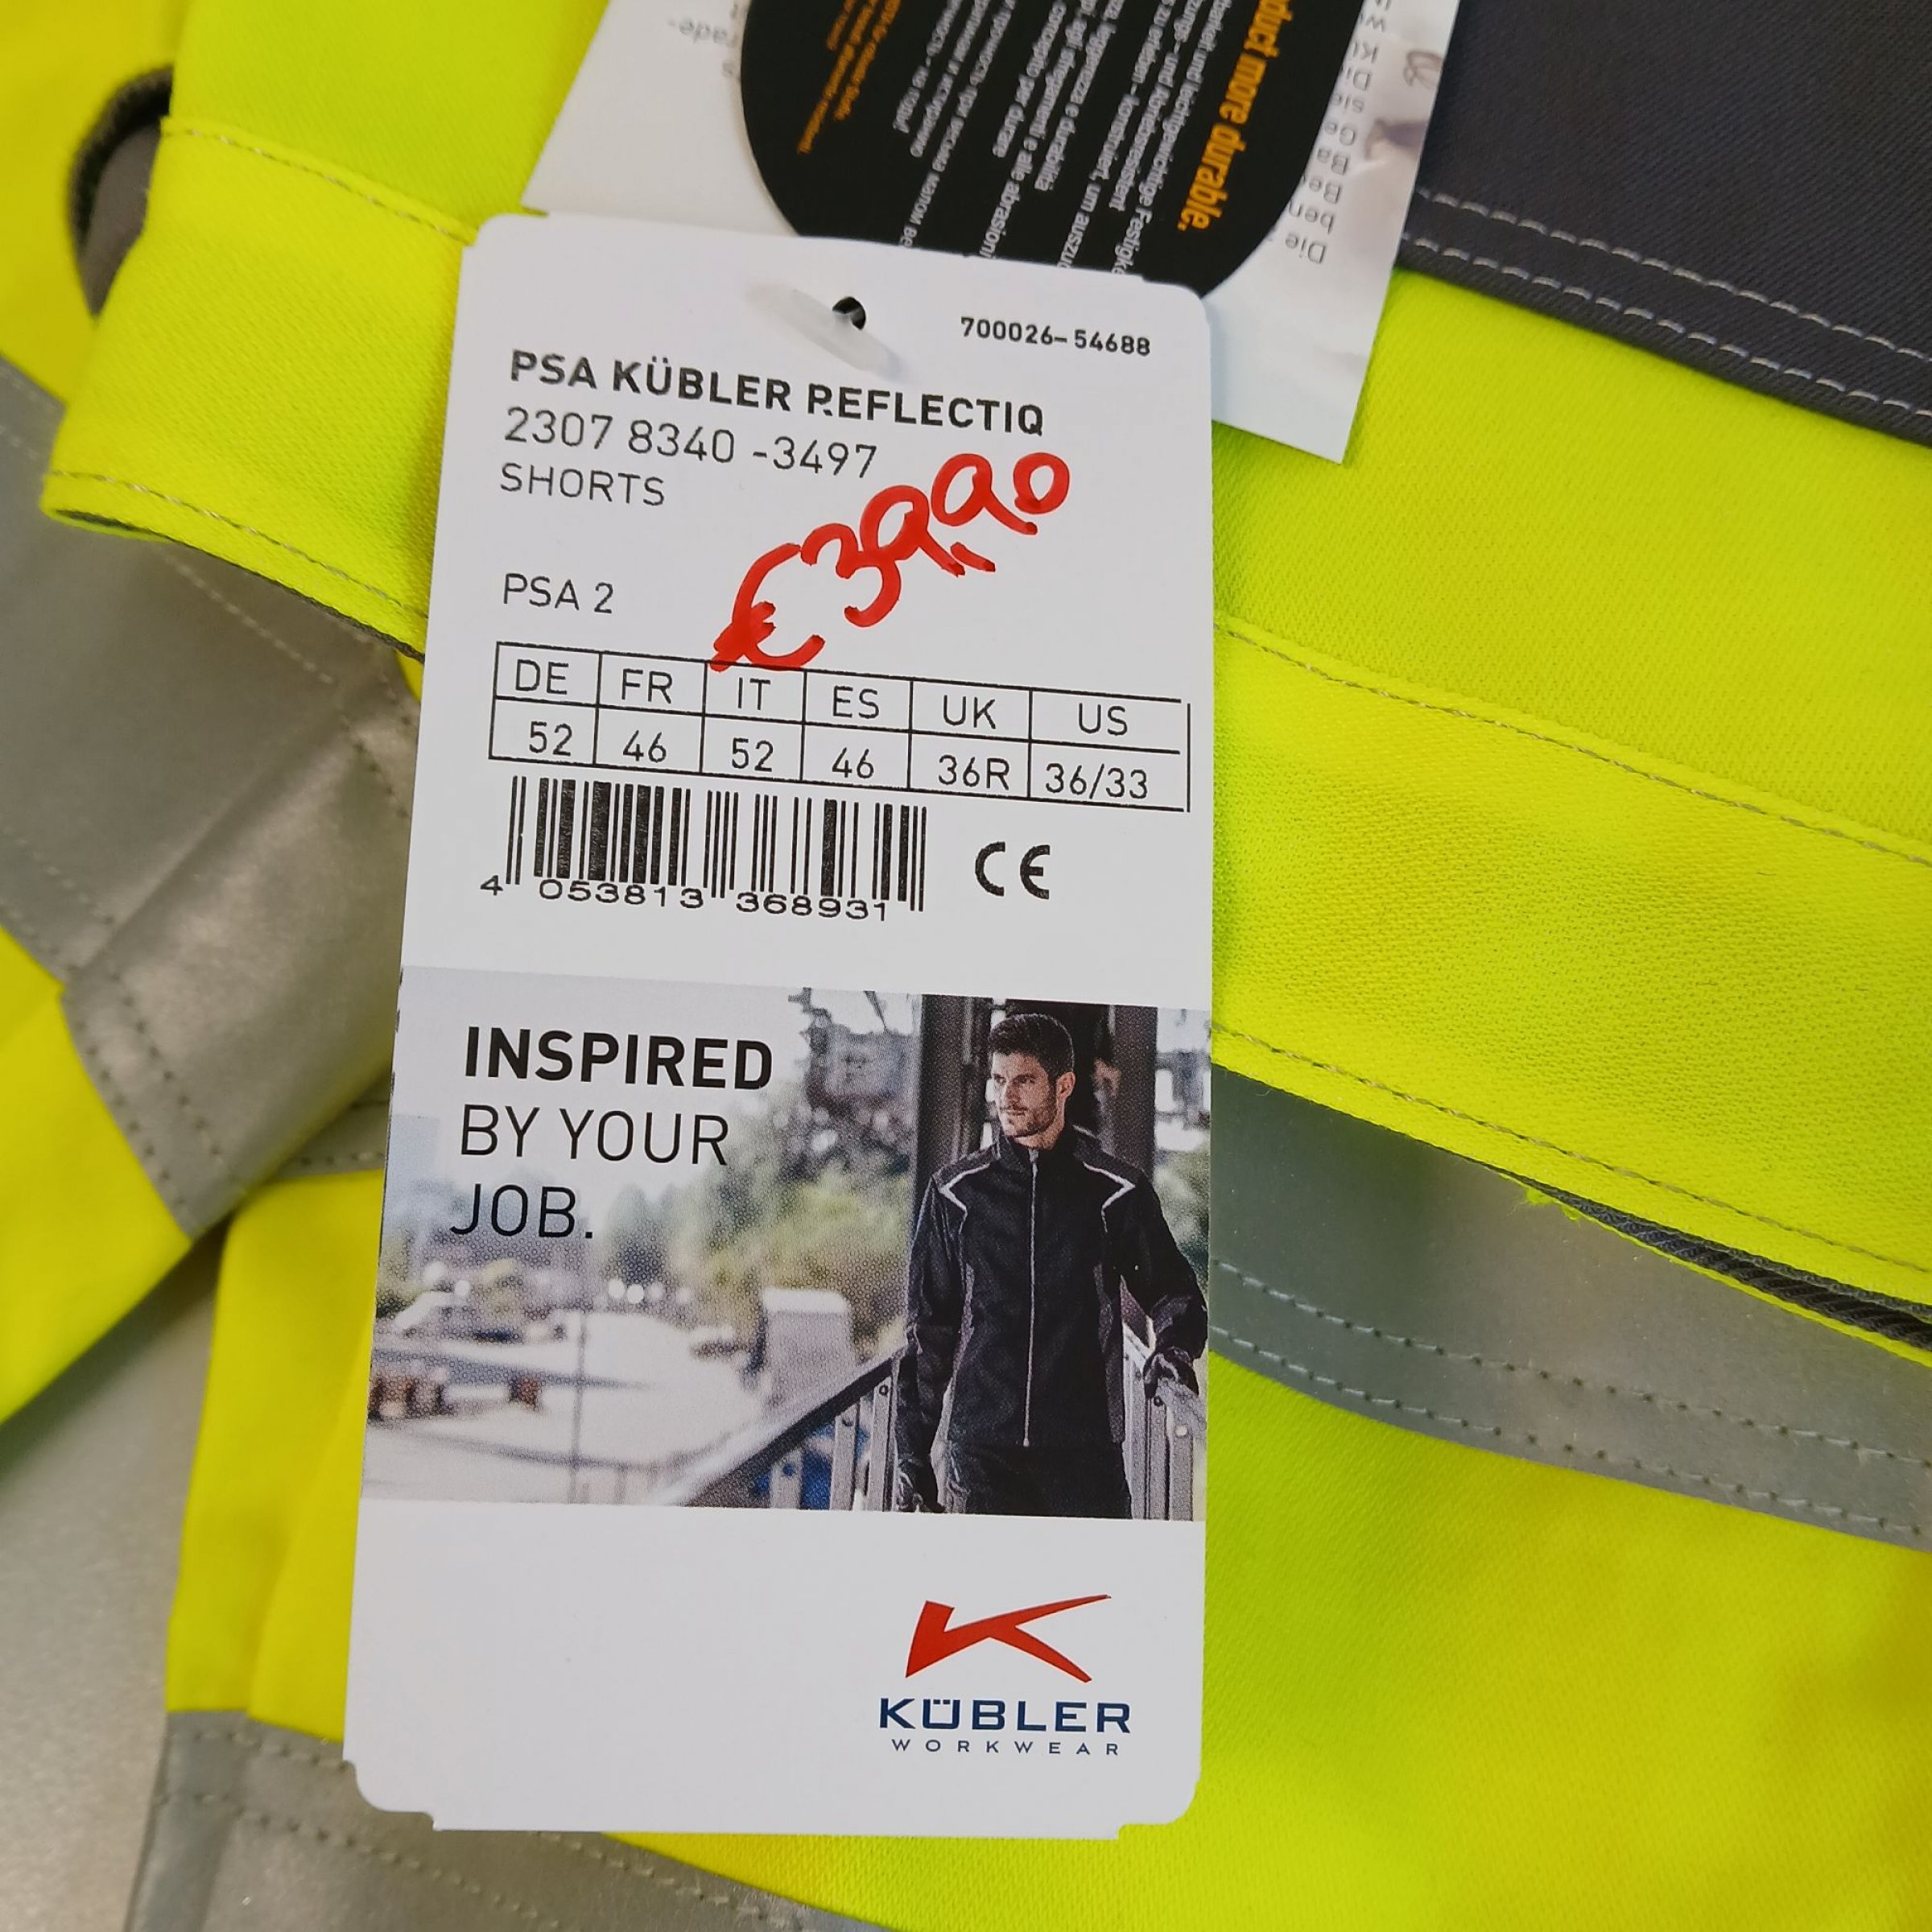 duct more durable.
700026-54688
PSA KÜBLER REFLECTIQ
2307 8340 -3497
SHORTS
€39,90
PSA 2
DE FR IT ES UK US
52 46 52 46 36R 36/33
4 053813 368931
CE
INSPIRED
BY YOUR
JOB.
KÜBLER
WORKWEAR